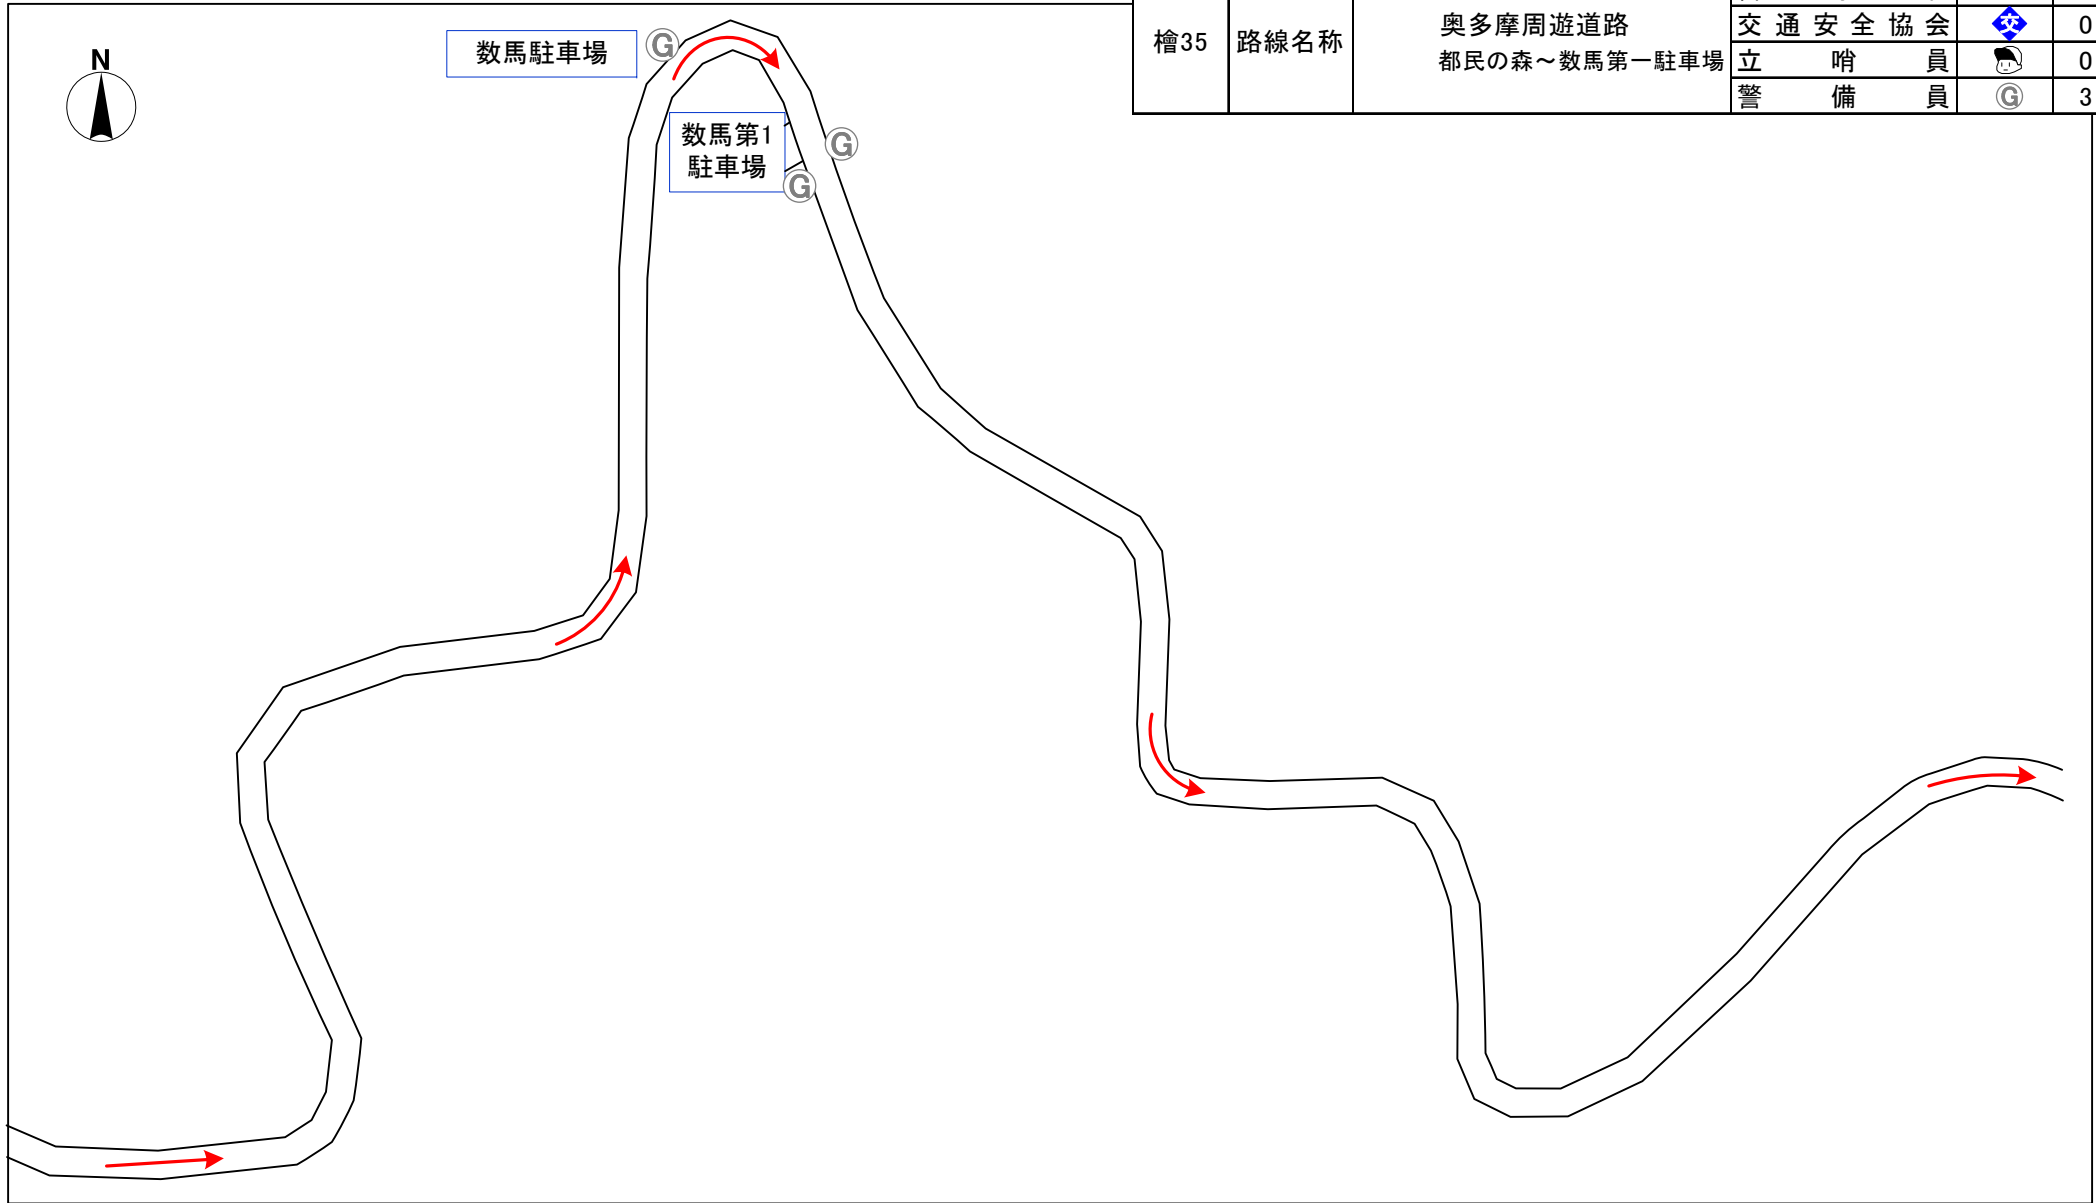 N
数馬駐車場
G
数馬第1
駐車場
G
G
檜35
路線名称
奥多摩周遊道路
都民の森～数馬第一駐車場
交通安全協会 交 0
立哨員 0
警備員 G 3